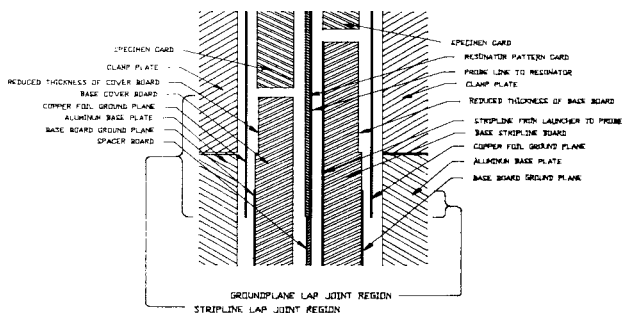 SPECIMEN CARD
CLAMP PLATE
REDUCED THICKNESS OF COVER BOARD
BASE COVER BOARD
COPPER FOIL GROUND PLANE
ALUMINUM BASE PLATE
BASE BOARD GROUND PLANE
SPACER BOARD
SPECIMEN CARD
RESONATOR PATTERN CARD
PROBE LINE TO RESONATOR
CLAMP PLATE
REDUCED THICKNESS OF BASE BOARD
STRIPLINE FROM LAUNCHER TO PROBE
BASE STRIPLINE BOARD
COPPER FOIL GROUND PLANE
ALUMINUM BASE PLATE
BASE BOARD GROUND PLANE
GROUNDPLANE LAP JOINT REGION
STRIPLINE LAP JOINT REGION